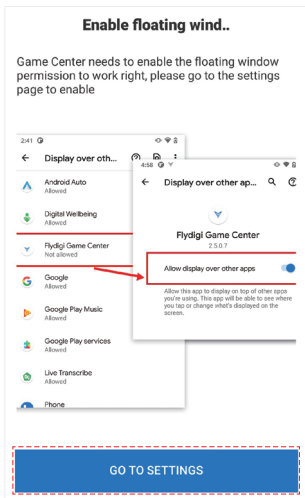 Enable floating wind..
Game Center needs to enable the floating window
permission to work right, please go to the settings
page to enable
2:41
Display over oth...
Android Auto
Allowed
Digital Wellbeing
Allowed
Flydigi Game Center
Not allowed
Google
Allowed
Google Play Music
Allowed
Google Play services
Allowed
Live Transcribe
Allowed
Phone
4:58
Display over other ap...
Flydigi Game Center
2.5.0.7
Allow display over other apps
Allow this app to display on top of other apps
you're using. This app will be able to see where
you tap or change what's displayed on the
screen.
GO TO SETTINGS